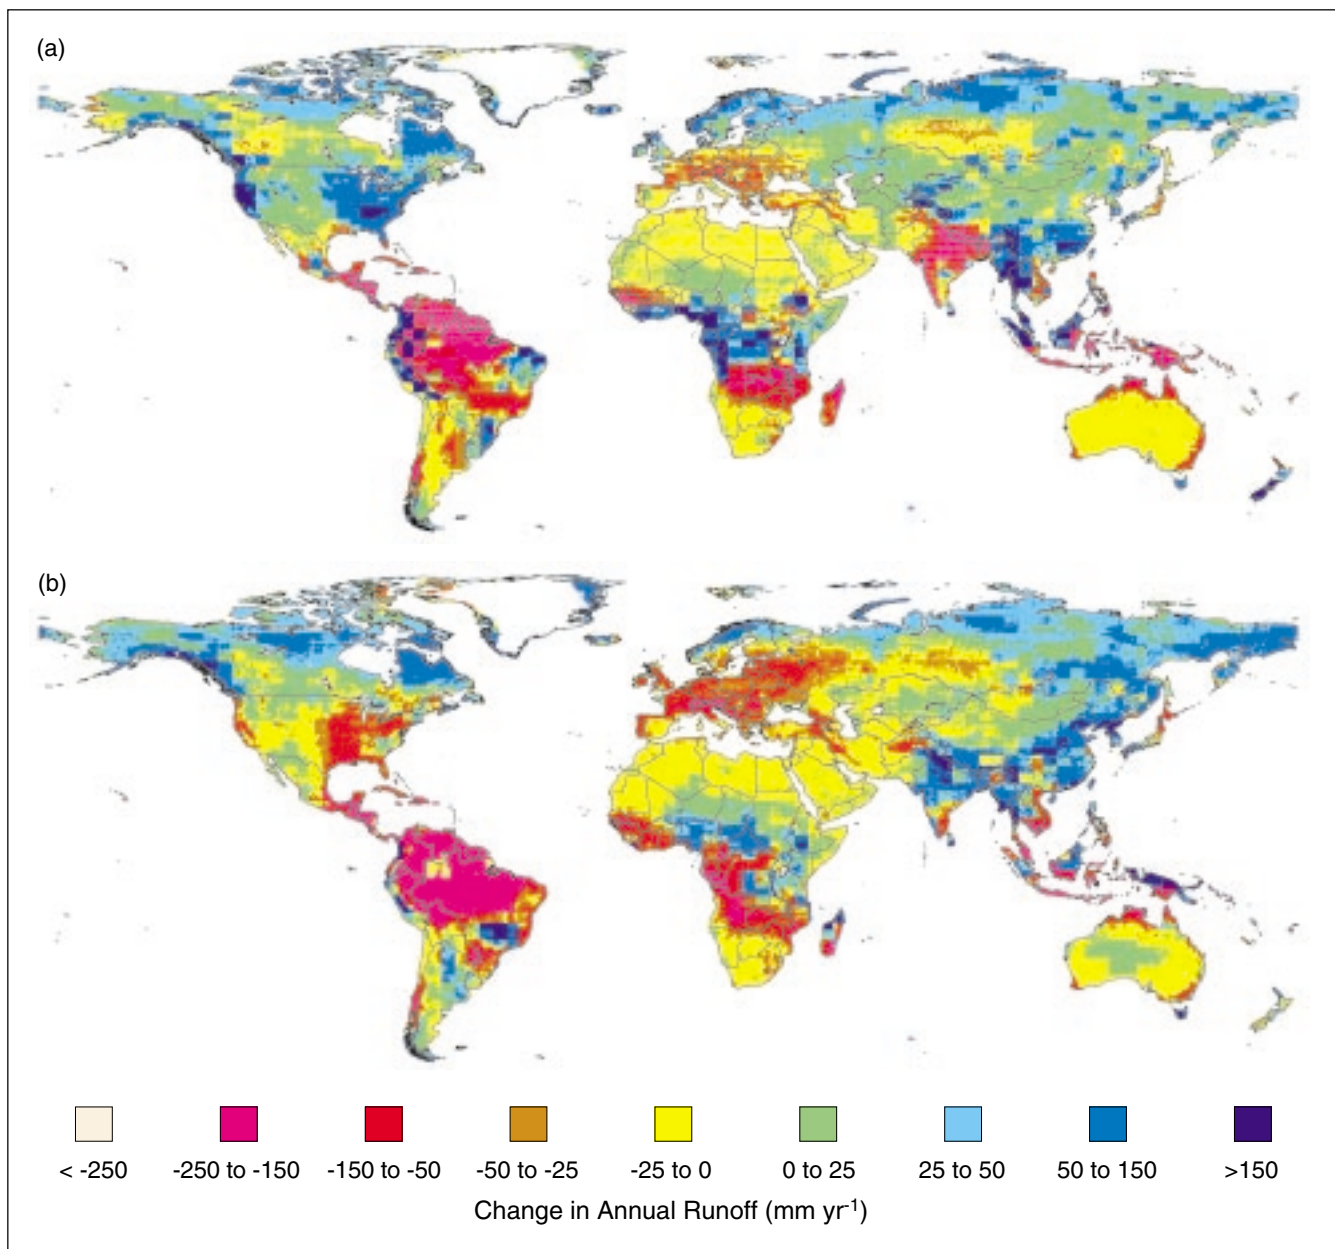 (a)
(b)
< -250 -250 to -150 -150 to -50 -50 to -25 -25 to 0 0 to 25 25 to 50 50 to 150 >150
Change in Annual Runoff (mm yr⁻¹)